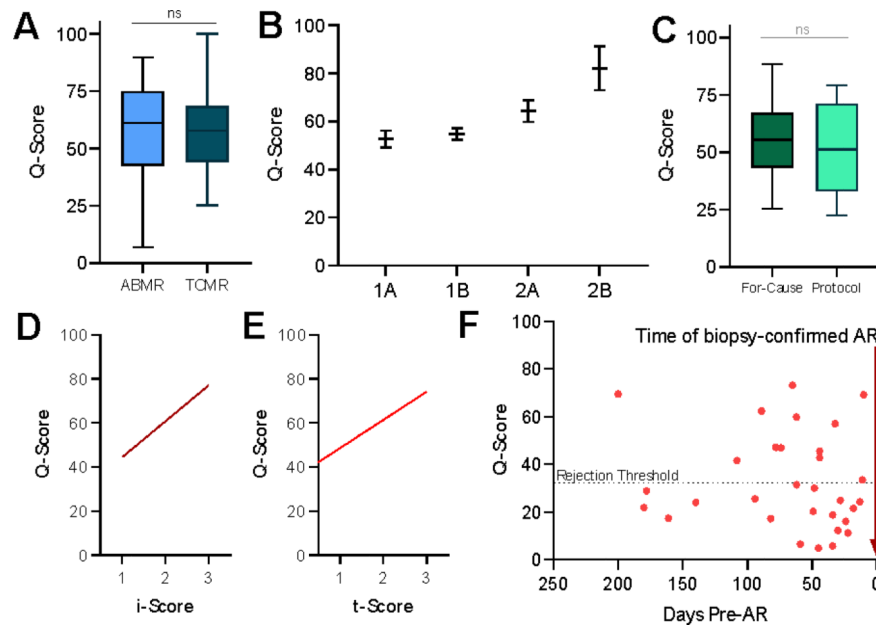 A
ns
Q-Score
100
75
50
25
0
ABMR TCMR
B
Q-Score
100
80
60
40
20
0
1A 1B 2A 2B
C
ns
Q-Score
100
75
50
25
0
For-Cause Protocol
D
Q-Score
100
80
60
40
20
0
1 2 3
i-Score
E
Q-Score
100
80
60
40
20
0
1 2 3
t-Score
F
Time of biopsy-confirmed AR
Q-Score
100
80
60
40
20
0
Rejection Threshold
250 200 150 100 50 0
Days Pre-AR